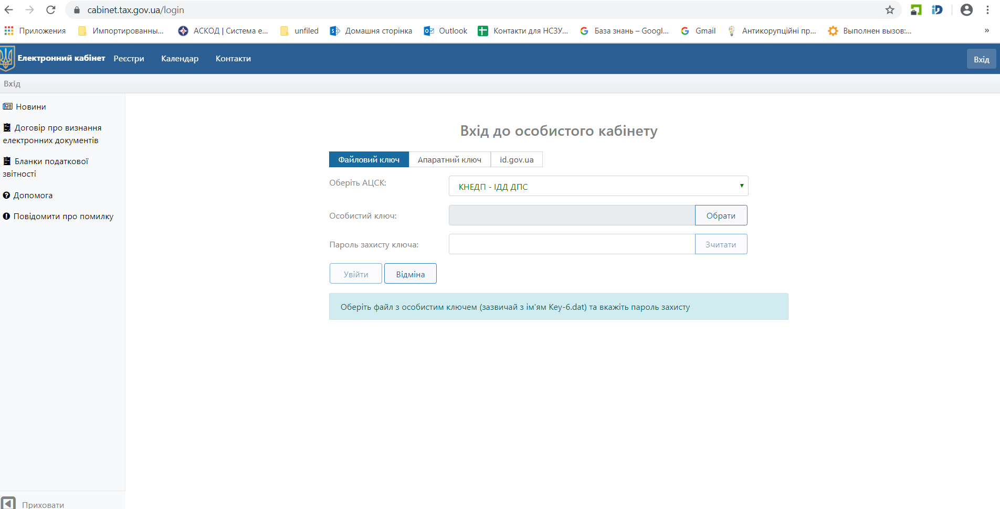 cabinet.tax.gov.ua/login
Приложения Импортированны... АСКОД | Система е... unfiled Домашня сторінка Outlook Контакти для НСЗУ... База знань – Googl... Gmail Антикорупційні пр... Выполнен вызов:... »
Електронний кабінет Реєстри Календар Контакти Вхід
Вхід
Новини
Договір про визнання
електронних документів
Бланки податкової
звітності
Допомога
Повідомити про помилку
Вхід до особистого кабінету
Файловий ключ Апаратний ключ id.gov.ua
Оберіть АЦСК: КНЕДП - ІДД ДПС
Особистий ключ: Обрати
Пароль захисту ключа: Зчитати
Увійти Відміна
Оберіть файл з особистим ключем (зазвичай з ім'ям Key-6.dat) та вкажіть пароль захисту
Приховати